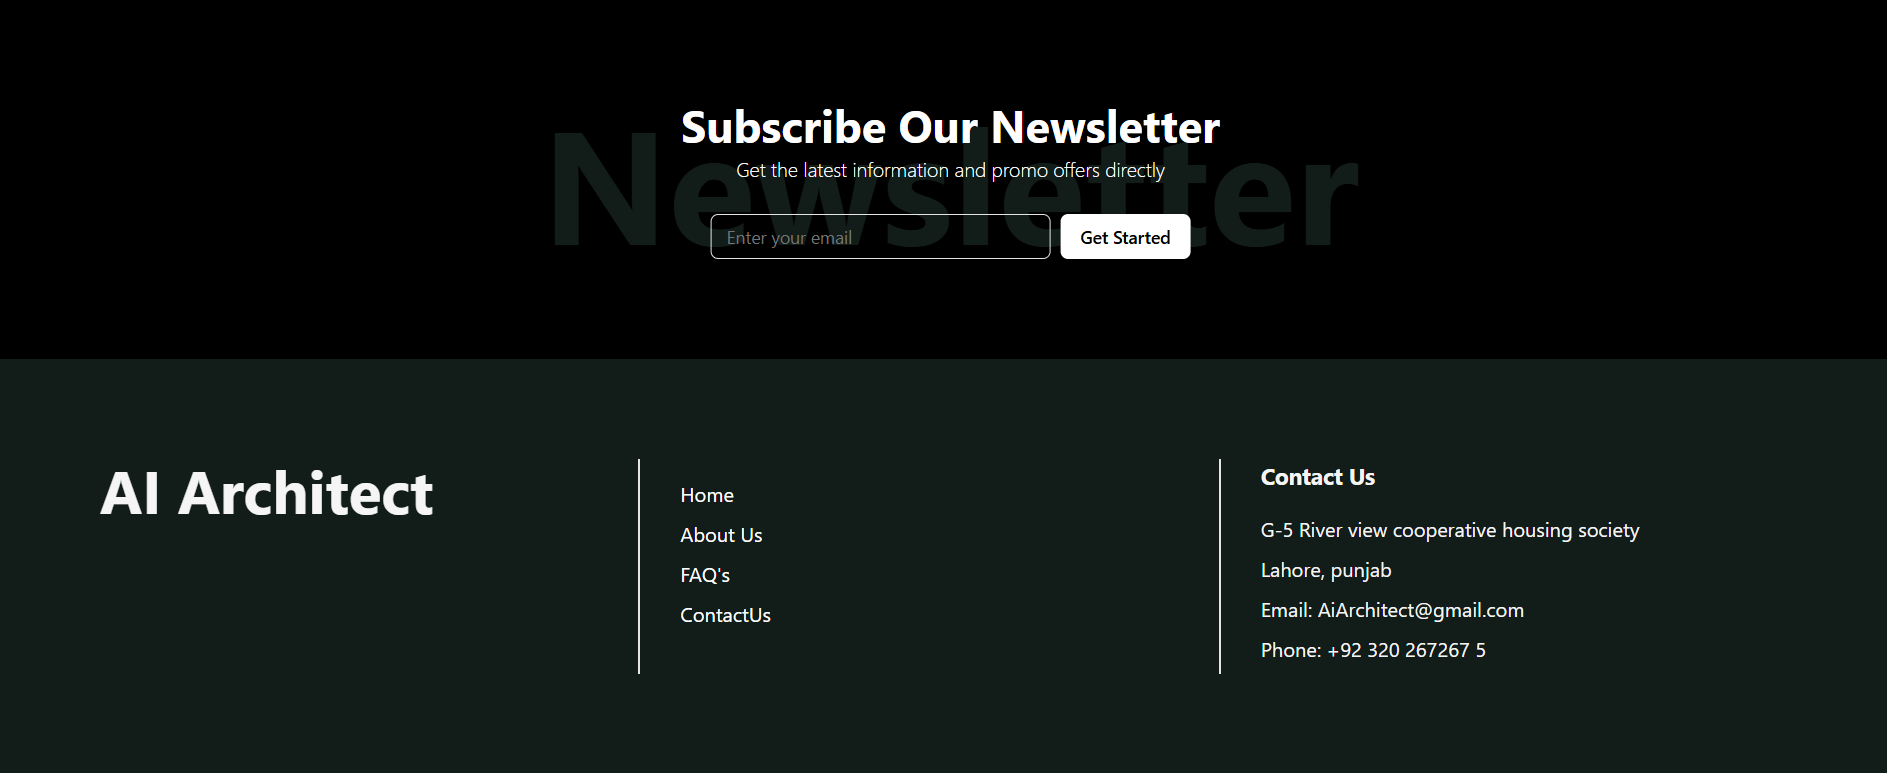 Subscribe Our Newsletter
Newsletter
Get the latest information and promo offers directly
Enter your email
Get Started
AI Architect
Home
About Us
FAQ's
ContactUs
Contact Us
G-5 River view cooperative housing society
Lahore, punjab
Email: AiArchitect@gmail.com
Phone: +92 320 267267 5